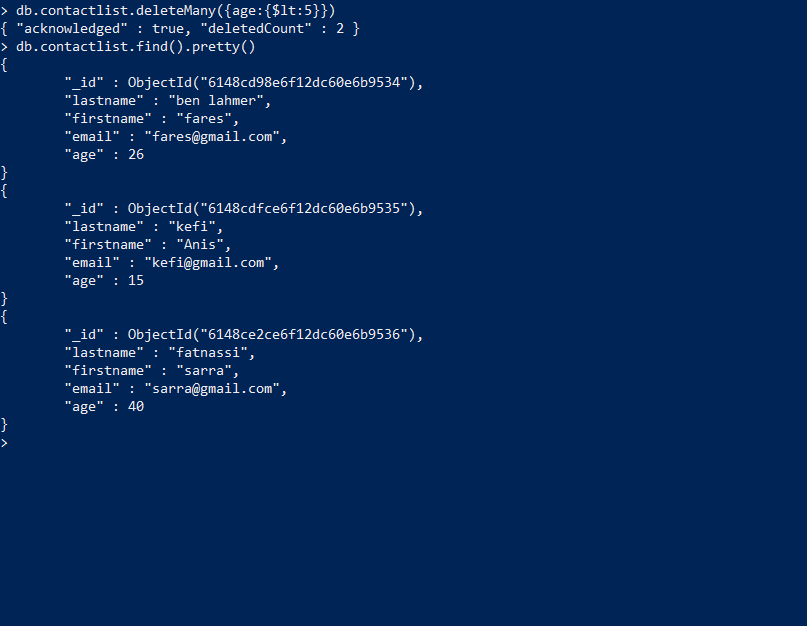 > db.contactlist.deleteMany({age:{$lt:5}})
{ "acknowledged" : true, "deletedCount" : 2 }
> db.contactlist.find().pretty()
{
        "_id" : ObjectId("6148cd98e6f12dc60e6b9534"),
        "lastname" : "ben lahmer",
        "firstname" : "fares",
        "email" : "fares@gmail.com",
        "age" : 26
}
{
        "_id" : ObjectId("6148cdfce6f12dc60e6b9535"),
        "lastname" : "kefi",
        "firstname" : "Anis",
        "email" : "kefi@gmail.com",
        "age" : 15
}
{
        "_id" : ObjectId("6148ce2ce6f12dc60e6b9536"),
        "lastname" : "fatnassi",
        "firstname" : "sarra",
        "email" : "sarra@gmail.com",
        "age" : 40
}
>